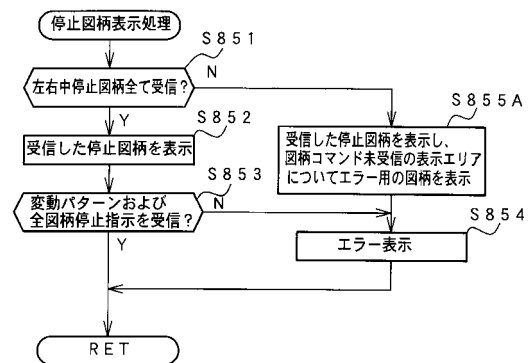 停止図柄表示処理
S851
左右中停止図柄全て受信?
N
Y
S852
受信した停止図柄を表示
S855A
受信した停止図柄を表示し、
図柄コマンド未受信の表示エリア
についてエラー用の図柄を表示
S853
変動パターンおよび
全図柄停止指示を受信?
N
Y
S854
エラー表示
RET